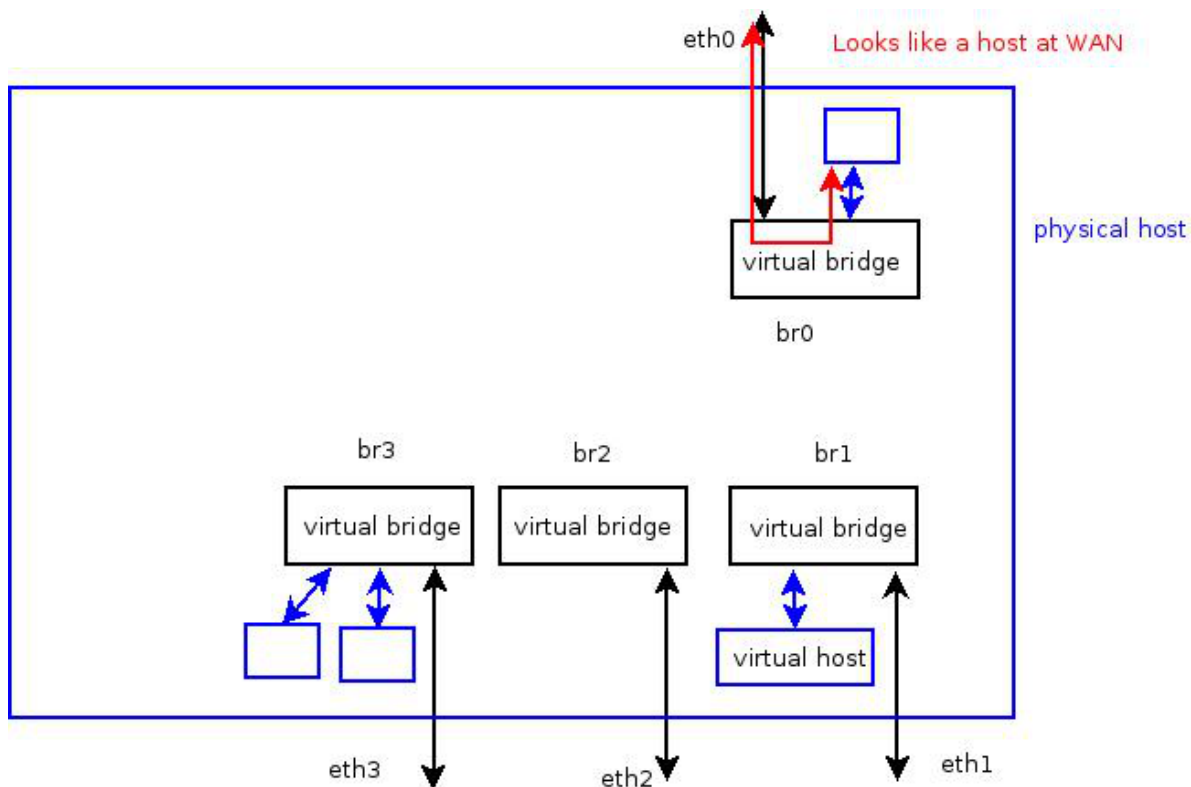 eth0
Looks like a host at WAN
physical host
virtual bridge
br0
br3
br2
br1
virtual bridge
virtual bridge
virtual bridge
virtual host
eth3
eth2
eth1